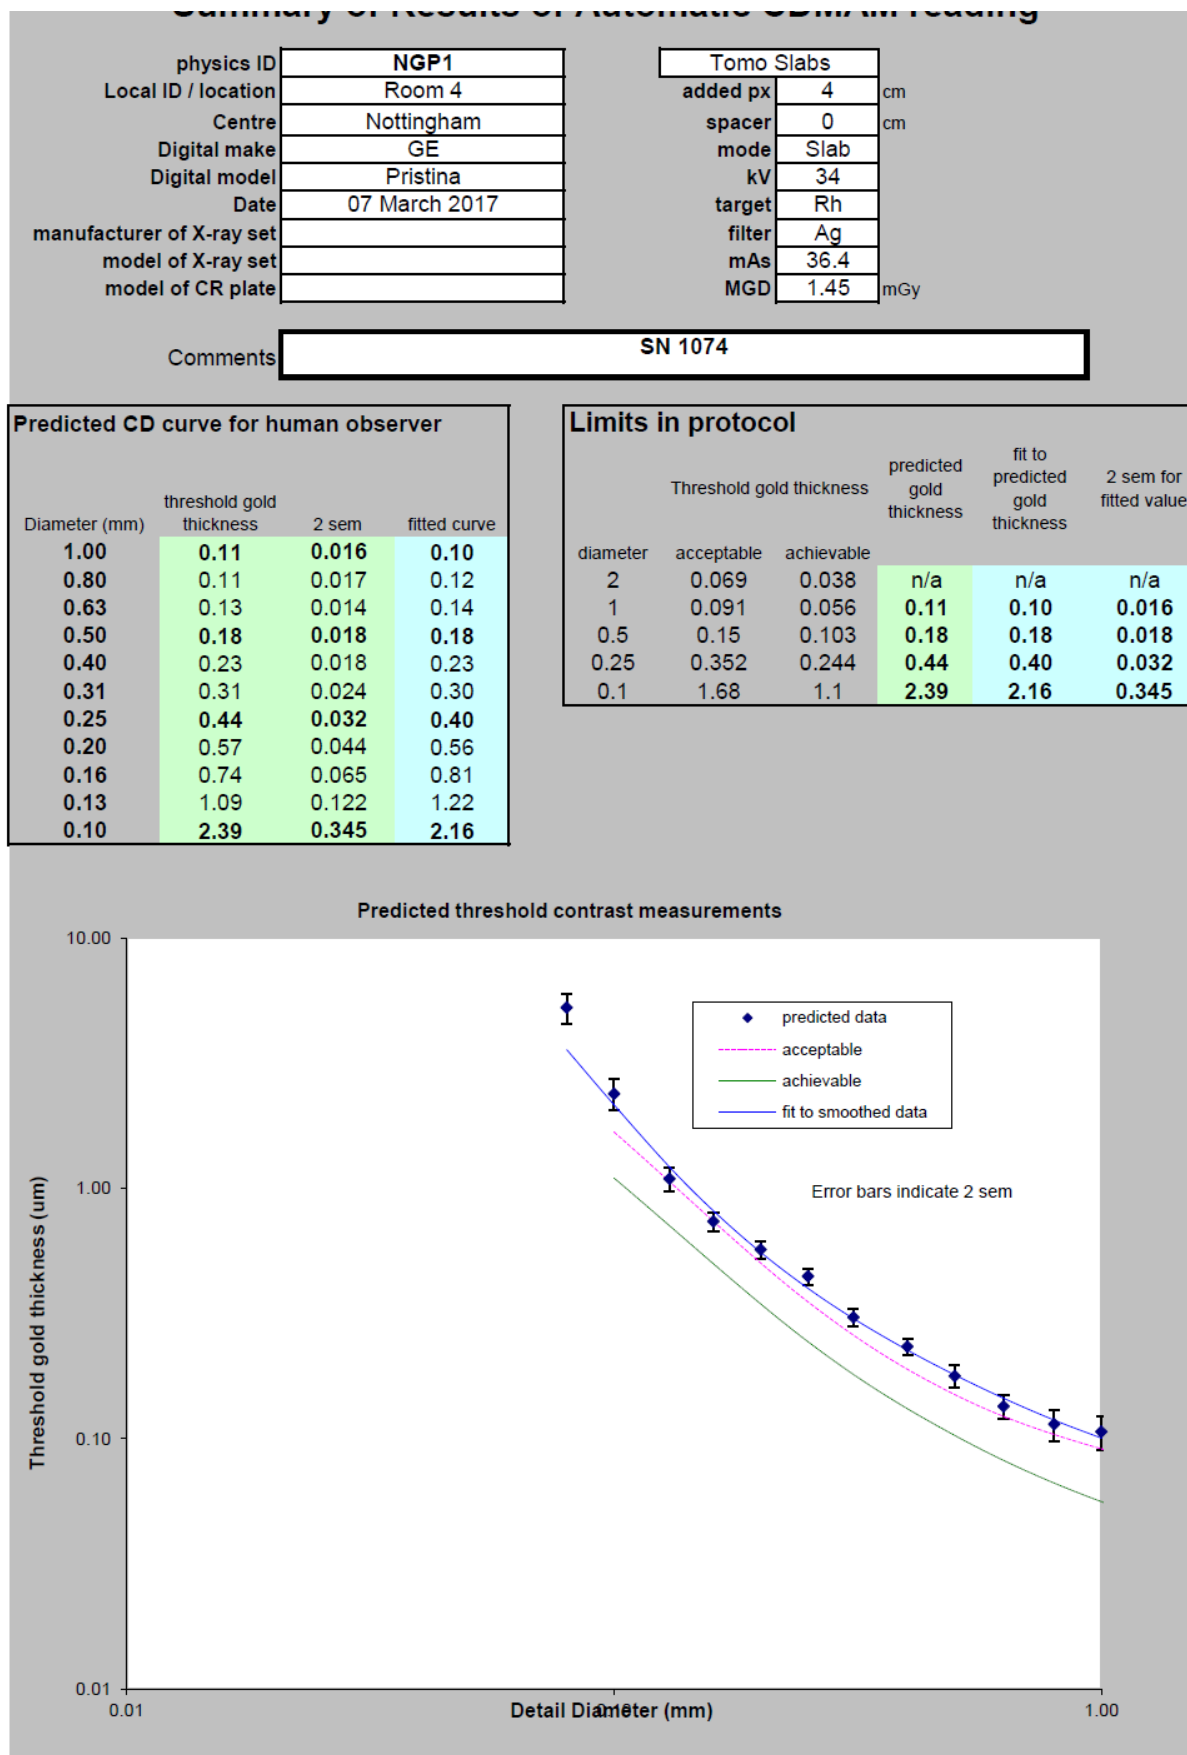 Summary of Results of Automatic CDMAM reading
physics ID NGP1 Tomo Slabs
Local ID / location Room 4 added px 4 cm
Centre Nottingham spacer 0 cm
Digital make GE mode Slab
Digital model Pristina kV 34
Date 07 March 2017 target Rh
manufacturer of X-ray set filter Ag
model of X-ray set mAs 36.4
model of CR plate MGD 1.45 mGy
Comments SN 1074
Predicted CD curve for human observer
Diameter (mm) threshold gold thickness 2 sem fitted curve
1.00 0.11 0.016 0.10
0.80 0.11 0.017 0.12
0.63 0.13 0.014 0.14
0.50 0.18 0.018 0.18
0.40 0.23 0.018 0.23
0.31 0.31 0.024 0.30
0.25 0.44 0.032 0.40
0.20 0.57 0.044 0.56
0.16 0.74 0.065 0.81
0.13 1.09 0.122 1.22
0.10 2.39 0.345 2.16
Limits in protocol
Threshold gold thickness predicted gold thickness fit to predicted gold thickness 2 sem for fitted value
diameter acceptable achievable
2 0.069 0.038 n/a n/a n/a
1 0.091 0.056 0.11 0.10 0.016
0.5 0.15 0.103 0.18 0.18 0.018
0.25 0.352 0.244 0.44 0.40 0.032
0.1 1.68 1.1 2.39 2.16 0.345
Predicted threshold contrast measurements
10.00
predicted data
acceptable
achievable
fit to smoothed data
1.00
Error bars indicate 2 sem
Threshold gold thickness (um)
0.10
0.01
0.01 0.10 1.00
Detail Diameter (mm)